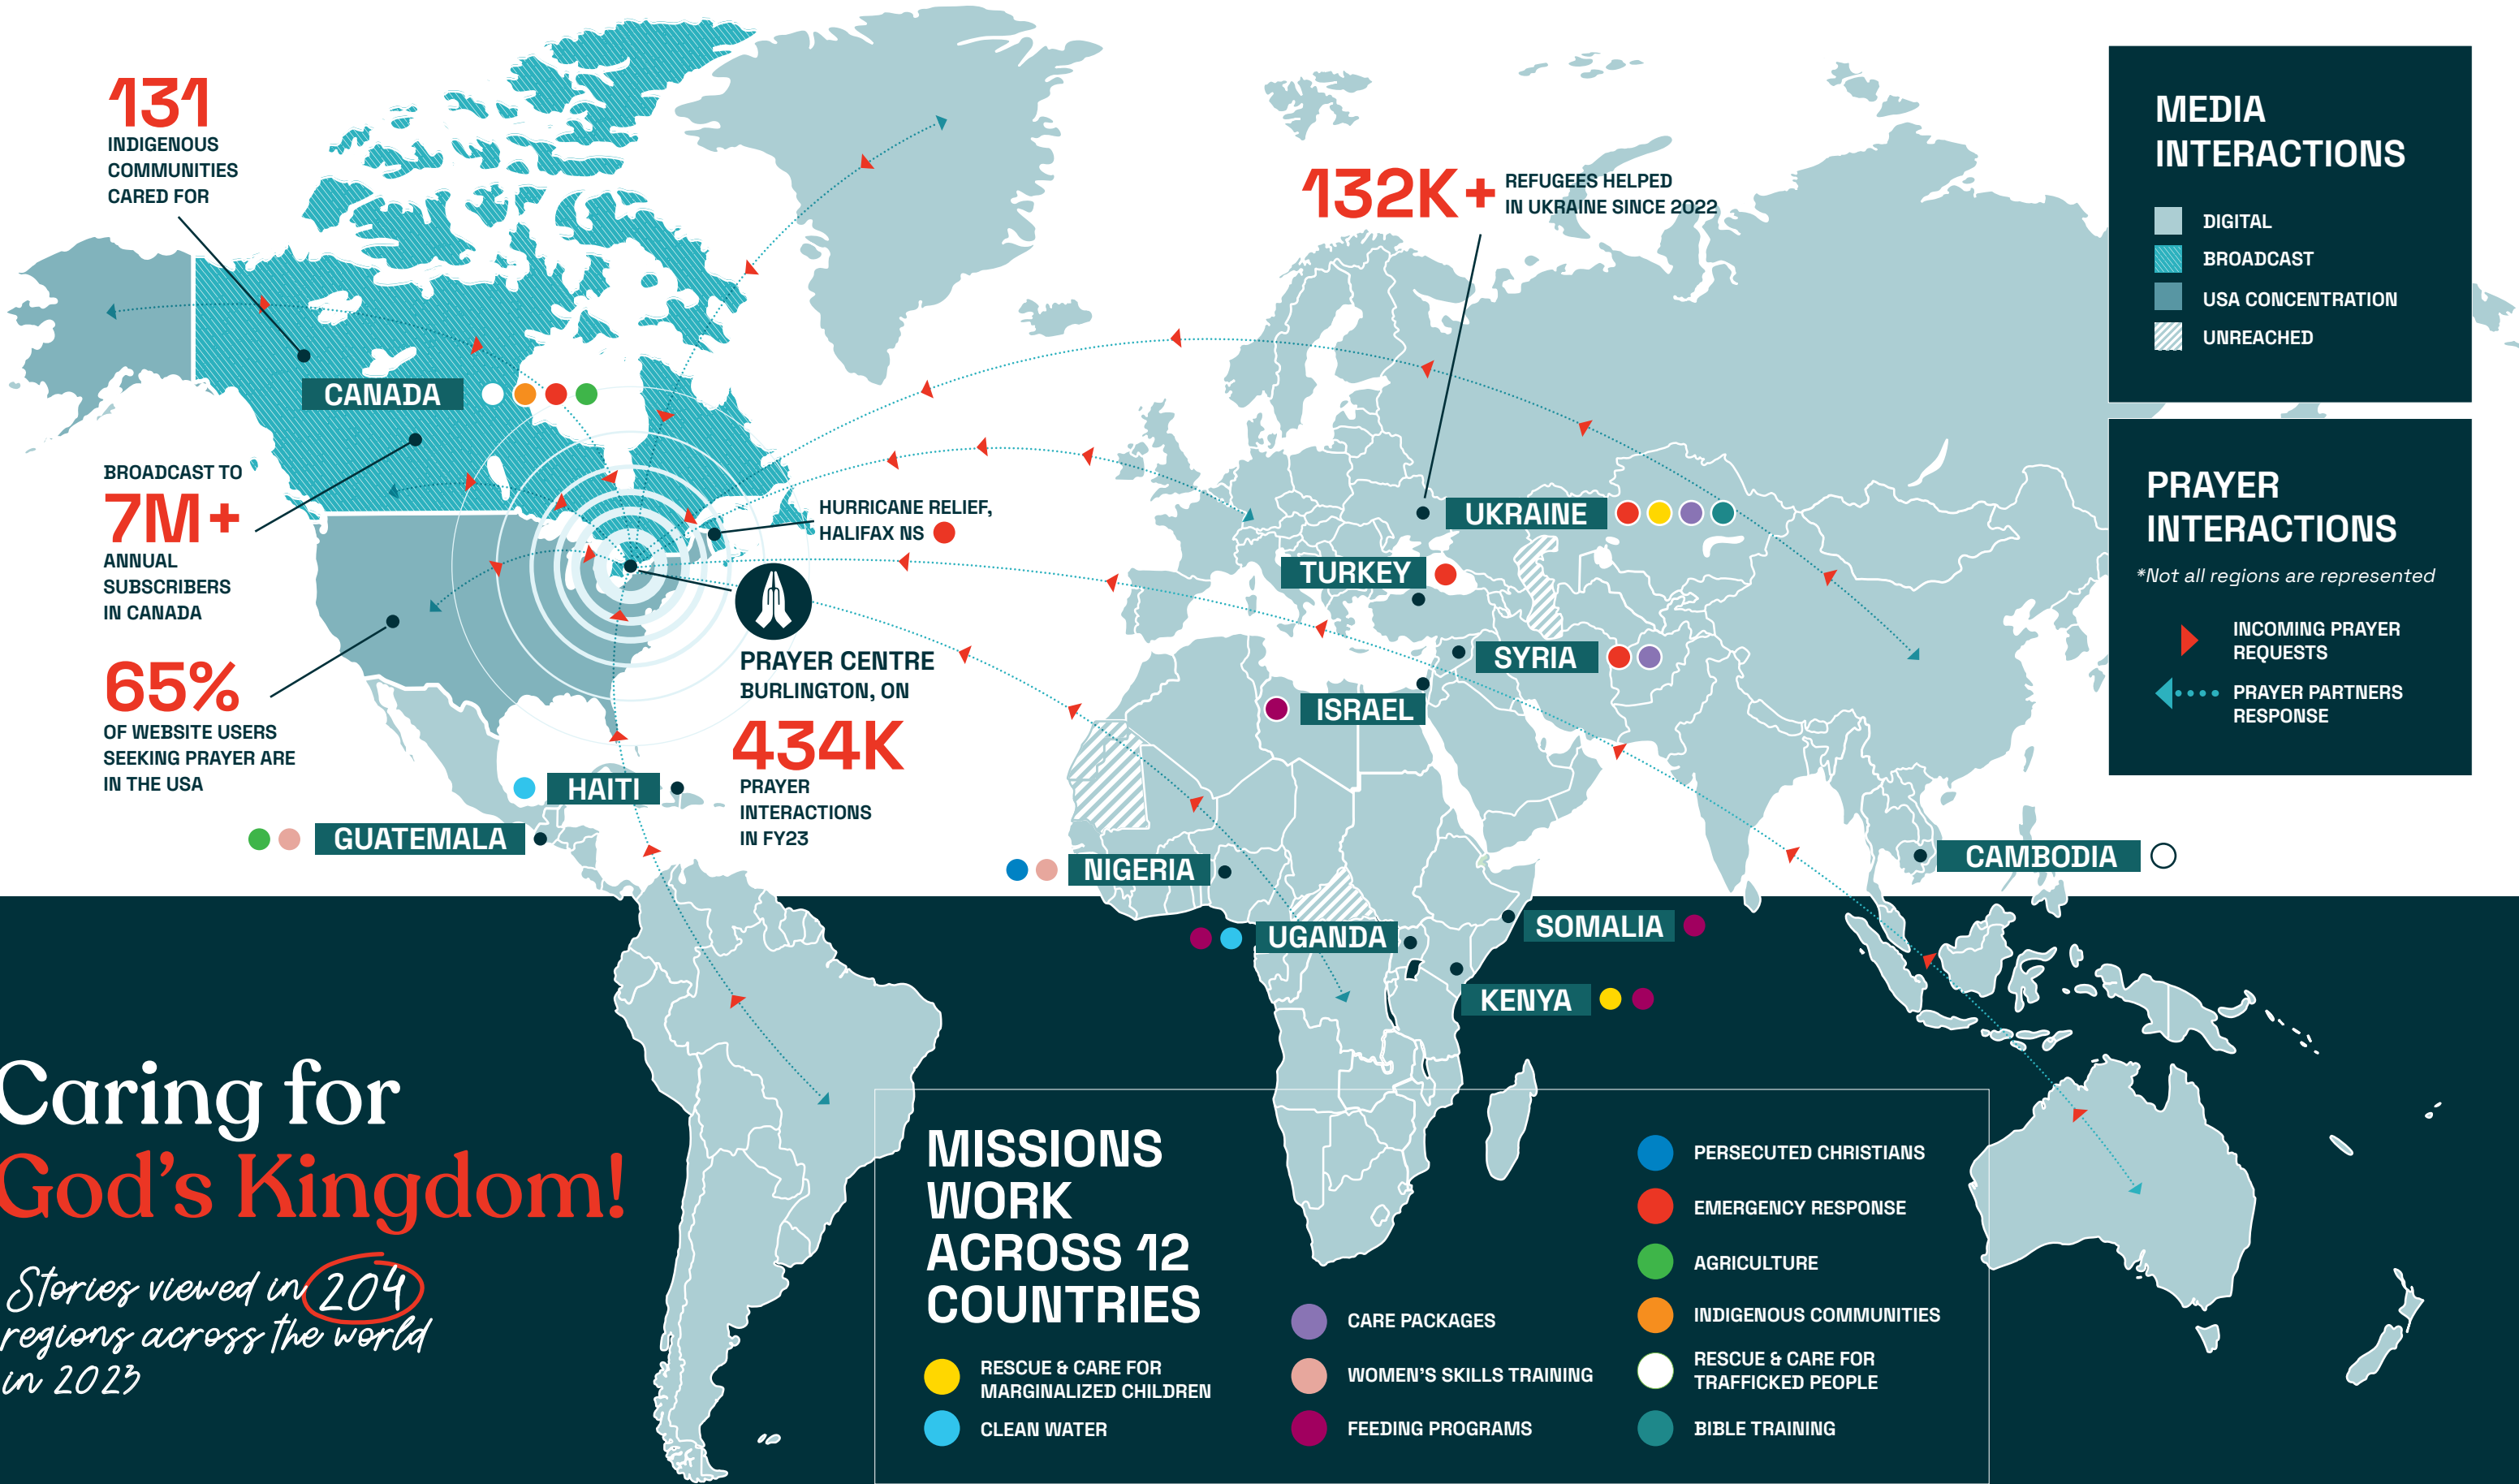 131
INDIGENOUS
COMMUNITIES
CARED FOR
CANADA
BROADCAST TO
7M+
ANNUAL
SUBSCRIBERS
IN CANADA
65%
OF WEBSITE USERS
SEEKING PRAYER ARE
IN THE USA
HURRICANE RELIEF,
HALIFAX NS
PRAYER CENTRE
BURLINGTON, ON
434K
PRAYER
INTERACTIONS
IN FY23
HAITI
GUATEMALA
132K+
REFUGEES HELPED
IN UKRAINE SINCE 2022
UKRAINE
TURKEY
SYRIA
ISRAEL
NIGERIA
UGANDA
SOMALIA
KENYA
CAMBODIA
MEDIA
INTERACTIONS
DIGITAL
BROADCAST
USA CONCENTRATION
UNREACHED
PRAYER
INTERACTIONS
*Not all regions are represented
INCOMING PRAYER
REQUESTS
PRAYER PARTNERS
RESPONSE
Caring for
God's Kingdom!
Stories viewed in 204
regions across the world
in 2023
MISSIONS
WORK
ACROSS 12
COUNTRIES
RESCUE & CARE FOR
MARGINALIZED CHILDREN
CLEAN WATER
CARE PACKAGES
WOMEN'S SKILLS TRAINING
FEEDING PROGRAMS
PERSECUTED CHRISTIANS
EMERGENCY RESPONSE
AGRICULTURE
INDIGENOUS COMMUNITIES
RESCUE & CARE FOR
TRAFFICKED PEOPLE
BIBLE TRAINING